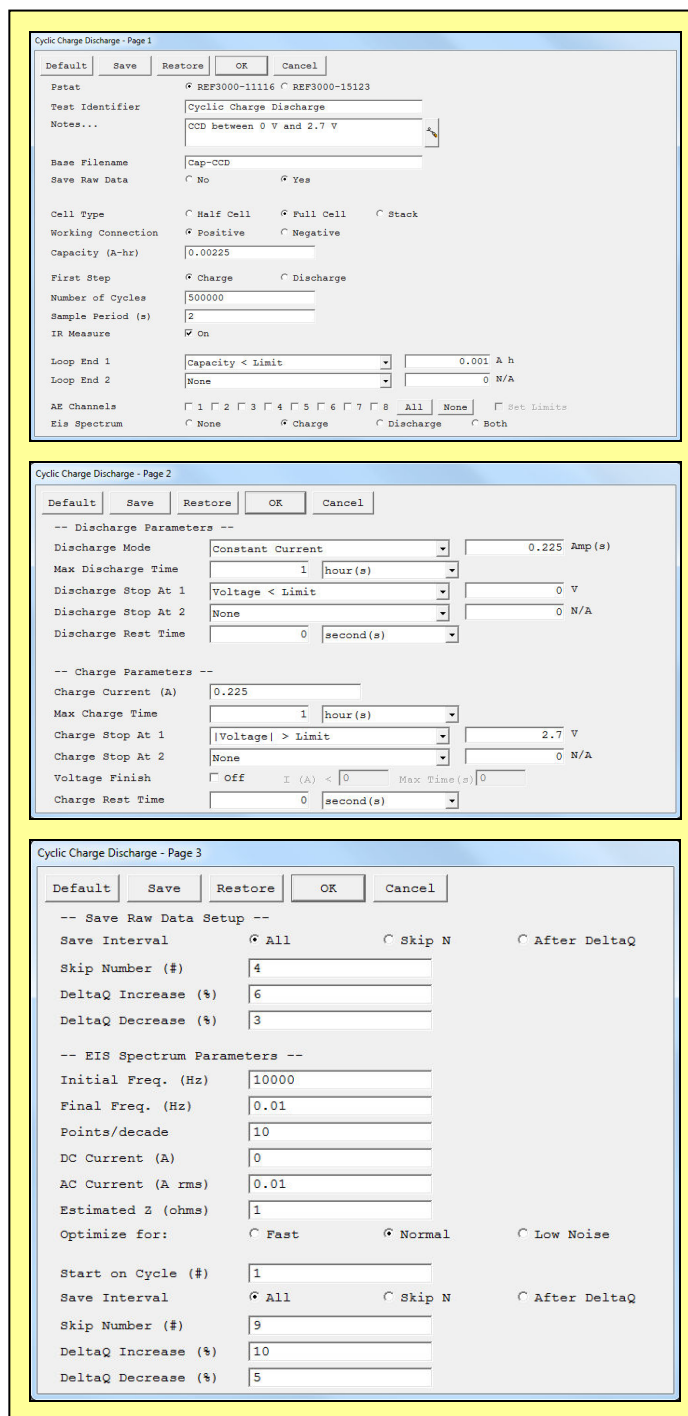 Cyclic Charge Discharge - Page 1
Default Save Restore OK Cancel
Pstat REF3000-11116 REF3000-15123
Test Identifier Cyclic Charge Discharge
Notes... CCD between 0 V and 2.7 V
Base Filename Cap-CCD
Save Raw Data No Yes
Cell Type Half Cell Full Cell Stack
Working Connection Positive Negative
Capacity (A-hr) 0.00225
First Step Charge Discharge
Number of Cycles 500000
Sample Period (s) 2
IR Measure On
Loop End 1 Capacity < Limit 0.001 A h
Loop End 2 None 0 N/A
AE Channels 1 2 3 4 5 6 7 8 All None Set Limits
Eis Spectrum None Charge Discharge Both
Cyclic Charge Discharge - Page 2
Default Save Restore OK Cancel
-- Discharge Parameters --
Discharge Mode Constant Current 0.225 Amp(s)
Max Discharge Time 1 hour(s)
Discharge Stop At 1 Voltage < Limit 0 V
Discharge Stop At 2 None 0 N/A
Discharge Rest Time 0 second(s)
-- Charge Parameters --
Charge Current (A) 0.225
Max Charge Time 1 hour(s)
Charge Stop At 1 |Voltage| > Limit 2.7 V
Charge Stop At 2 None 0 N/A
Voltage Finish Off I (A) < 0 Max Time(s) 0
Charge Rest Time 0 second(s)
Cyclic Charge Discharge - Page 3
Default Save Restore OK Cancel
-- Save Raw Data Setup --
Save Interval All Skip N After DeltaQ
Skip Number (#) 4
DeltaQ Increase (%) 6
DeltaQ Decrease (%) 3
-- EIS Spectrum Parameters --
Initial Freq. (Hz) 10000
Final Freq. (Hz) 0.01
Points/decade 10
DC Current (A) 0
AC Current (A rms) 0.01
Estimated Z (ohms) 1
Optimize for: Fast Normal Low Noise
Start on Cycle (#) 1
Save Interval All Skip N After DeltaQ
Skip Number (#) 9
DeltaQ Increase (%) 10
DeltaQ Decrease (%) 5